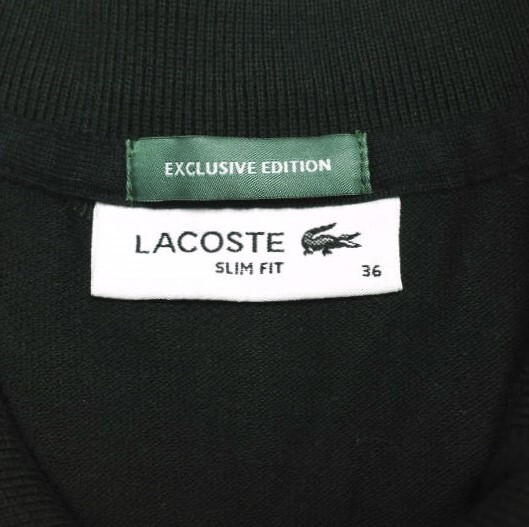 EXCLUSIVE EDITION
LACOSTE
SLIM FIT
36